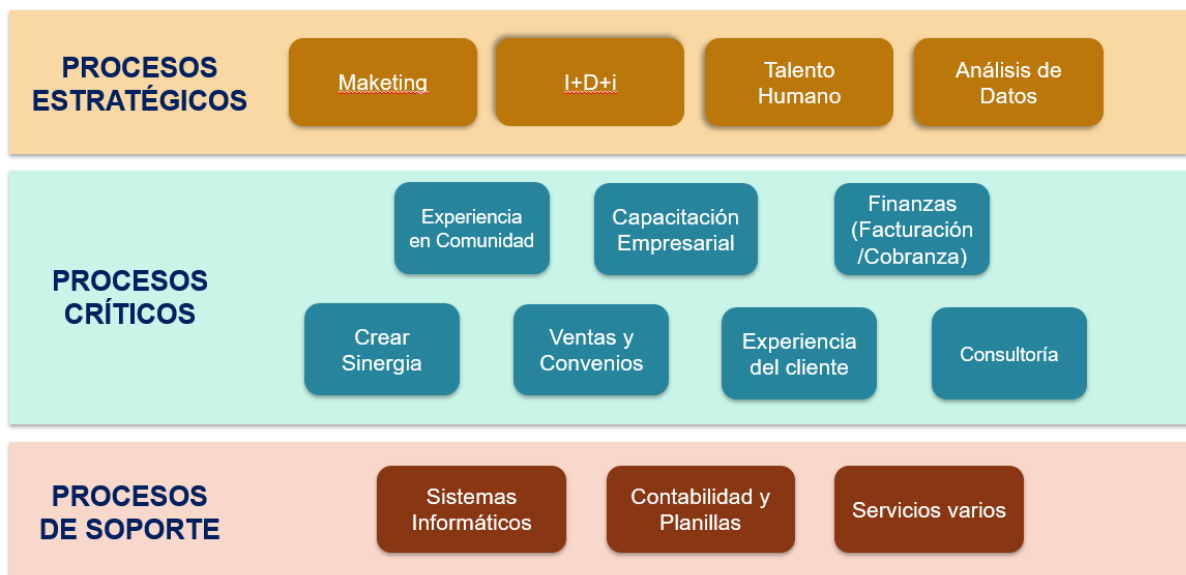 PROCESOS
ESTRATÉGICOS
Maketing
I+D+i
Talento
Humano
Análisis de
Datos
PROCESOS
CRÍTICOS
Experiencia
en Comunidad
Capacitación
Empresarial
Finanzas
(Facturación
/Cobranza)
Crear
Sinergia
Ventas y
Convenios
Experiencia
del cliente
Consultoría
PROCESOS
DE SOPORTE
Sistemas
Informáticos
Contabilidad y
Planillas
Servicios varios